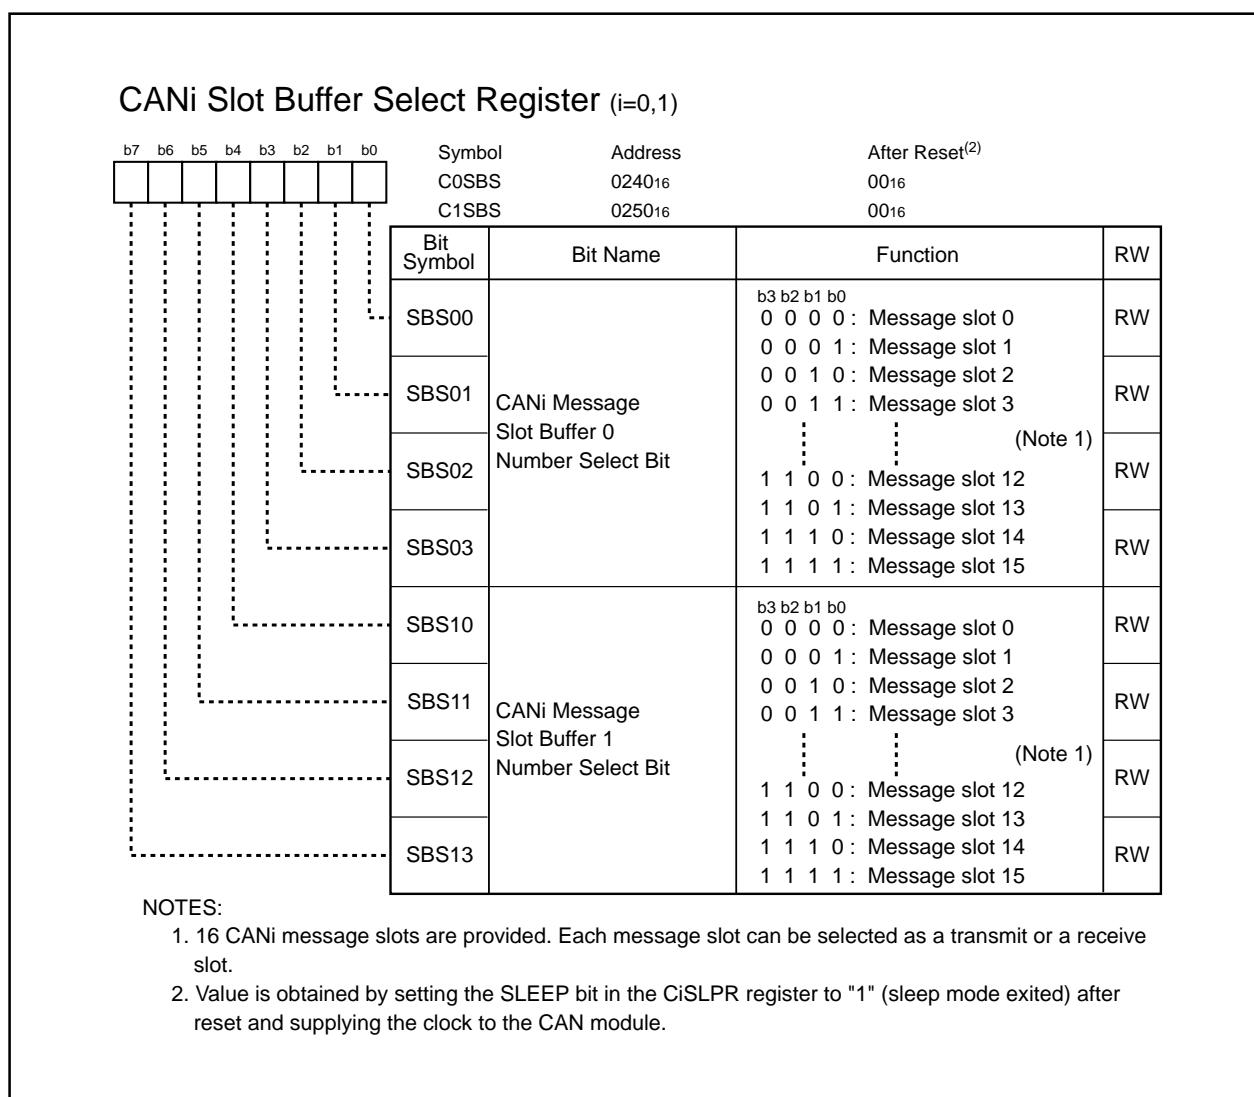 CANi Slot Buffer Select Register (i=0,1)
b7 b6 b5 b4 b3 b2 b1 b0
Symbol Address After Reset(2)
C0SBS 024016 0016
C1SBS 025016 0016
Bit Symbol Bit Name Function RW
SBS00 RW
SBS01 RW
SBS02 RW
SBS03 RW
CANi Message
Slot Buffer 0
Number Select Bit
b3 b2 b1 b0
0 0 0 0 : Message slot 0
0 0 0 1 : Message slot 1
0 0 1 0 : Message slot 2
0 0 1 1 : Message slot 3
(Note 1)
1 1 0 0 : Message slot 12
1 1 0 1 : Message slot 13
1 1 1 0 : Message slot 14
1 1 1 1 : Message slot 15
SBS10 RW
SBS11 RW
SBS12 RW
SBS13 RW
CANi Message
Slot Buffer 1
Number Select Bit
b3 b2 b1 b0
0 0 0 0 : Message slot 0
0 0 0 1 : Message slot 1
0 0 1 0 : Message slot 2
0 0 1 1 : Message slot 3
(Note 1)
1 1 0 0 : Message slot 12
1 1 0 1 : Message slot 13
1 1 1 0 : Message slot 14
1 1 1 1 : Message slot 15
NOTES:
1. 16 CANi message slots are provided. Each message slot can be selected as a transmit or a receive
slot.
2. Value is obtained by setting the SLEEP bit in the CiSLPR register to "1" (sleep mode exited) after
reset and supplying the clock to the CAN module.